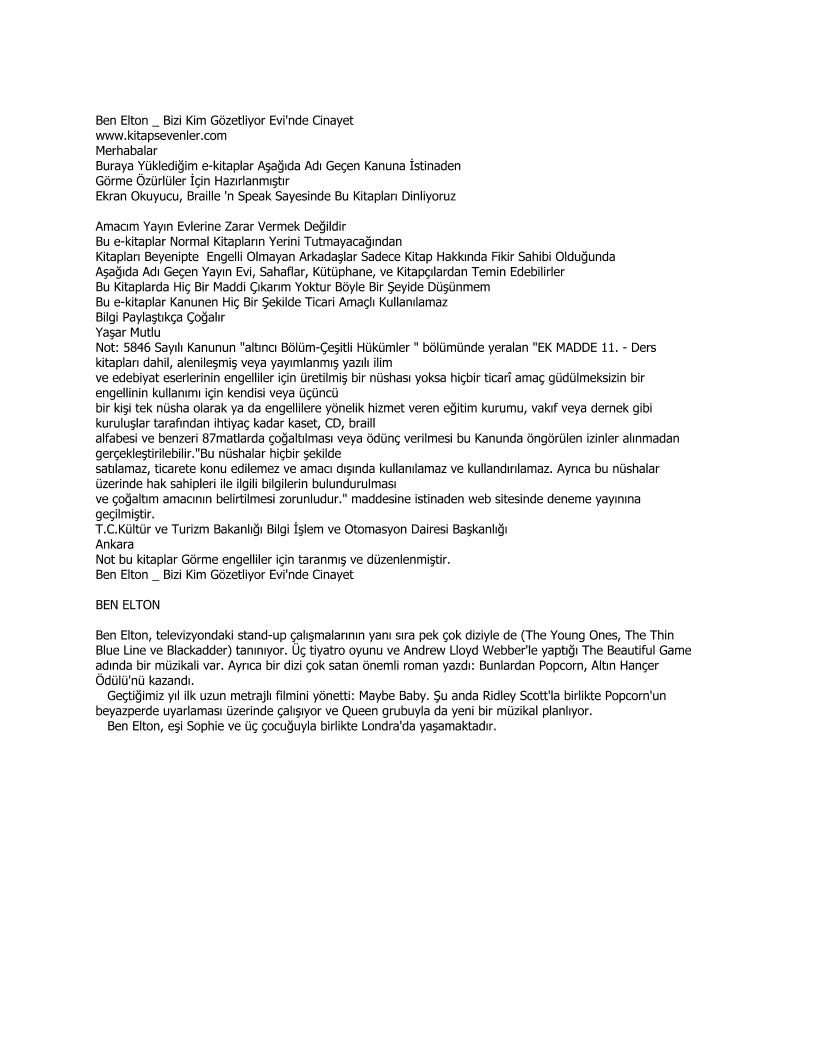 Ben Elton _ Bizi Kim Gözetliyor Evi'nde Cinayet
www.kitapsevenler.com
Merhabalar
Buraya Yüklediğim e-kitaplar Aşağıda Adı Geçen Kanuna İstinaden
Görme Özürlüler İçin Hazırlanmıştır
Ekran Okuyucu, Braille 'n Speak Sayesinde Bu Kitapları Dinliyoruz

Amacım Yayın Evlerine Zarar Vermek Değildir
Bu e-kitaplar Normal Kitapların Yerini Tutmayacağından
Kitapları Beyenipte  Engelli Olmayan Arkadaşlar Sadece Kitap Hakkında Fikir Sahibi Olduğunda
Aşağıda Adı Geçen Yayın Evi, Sahaflar, Kütüphane, ve Kitapçılardan Temin Edebilirler
Bu Kitaplarda Hiç Bir Maddi Çıkarım Yoktur Böyle Bir Şeyide Düşünmem
Bu e-kitaplar Kanunen Hiç Bir Şekilde Ticari Amaçlı Kullanılamaz
Bilgi Paylaştıkça Çoğalır
Yaşar Mutlu
Not: 5846 Sayılı Kanunun "altıncı Bölüm-Çeşitli Hükümler " bölümünde yeralan "EK MADDE 11. - Ders
kitapları dahil, alenileşmiş veya yayımlanmış yazılı ilim
ve edebiyat eserlerinin engelliler için üretilmiş bir nüshası yoksa hiçbir ticarî amaç güdülmeksizin bir
engellinin kullanımı için kendisi veya üçüncü
bir kişi tek nüsha olarak ya da engellilere yönelik hizmet veren eğitim kurumu, vakıf veya dernek gibi
kuruluşlar tarafından ihtiyaç kadar kaset, CD, braill
alfabesi ve benzeri 87matlarda çoğaltılması veya ödünç verilmesi bu Kanunda öngörülen izinler alınmadan
gerçekleştirilebilir."Bu nüshalar hiçbir şekilde
satılamaz, ticarete konu edilemez ve amacı dışında kullanılamaz ve kullandırılamaz. Ayrıca bu nüshalar
üzerinde hak sahipleri ile ilgili bilgilerin bulundurulması
ve çoğaltım amacının belirtilmesi zorunludur." maddesine istinaden web sitesinde deneme yayınına
geçilmiştir.
T.C.Kültür ve Turizm Bakanlığı Bilgi İşlem ve Otomasyon Dairesi Başkanlığı
Ankara
Not bu kitaplar Görme engelliler için taranmış ve düzenlenmiştir.
Ben Elton _ Bizi Kim Gözetliyor Evi'nde Cinayet

BEN ELTON

Ben Elton, televizyondaki stand-up çalışmalarının yanı sıra pek çok diziyle de (The Young Ones, The Thin
Blue Line ve Blackadder) tanınıyor. Üç tiyatro oyunu ve Andrew Lloyd Webber'le yaptığı The Beautiful Game
adında bir müzikali var. Ayrıca bir dizi çok satan önemli roman yazdı: Bunlardan Popcorn, Altın Hançer
Ödülü'nü kazandı.
Geçtiğimiz yıl ilk uzun metrajlı filmini yönetti: Maybe Baby. Şu anda Ridley Scott'la birlikte Popcorn'un
beyazperde uyarlaması üzerinde çalışıyor ve Queen grubuyla da yeni bir müzikal planlıyor.
Ben Elton, eşi Sophie ve üç çocuğuyla birlikte Londra'da yaşamaktadır.